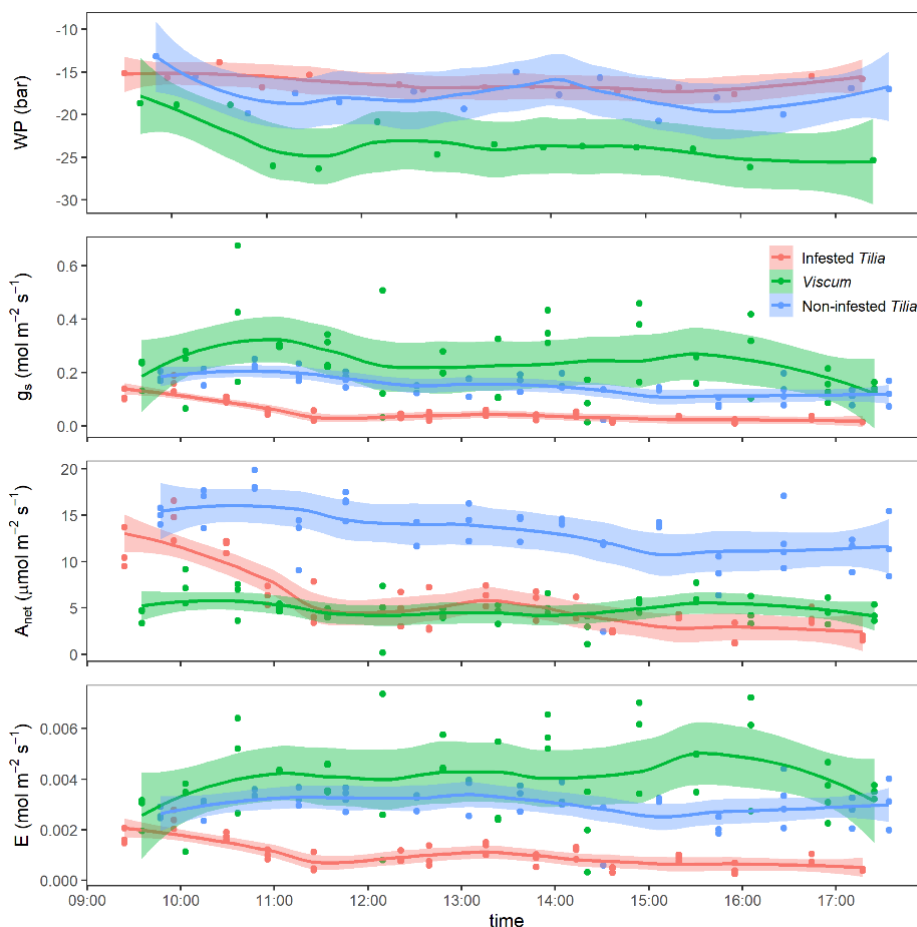 WP (bar)
-10
-15
-20
-25
-30
gs (mol m⁻² s⁻¹)
0.6
0.4
0.2
0.0
Infested Tilia
Viscum
Non-infested Tilia
Anet (µmol m⁻² s⁻¹)
20
15
10
5
0
E (mol m⁻² s⁻¹)
0.006
0.004
0.002
0.000
09:00 10:00 11:00 12:00 13:00 14:00 15:00 16:00 17:00
time